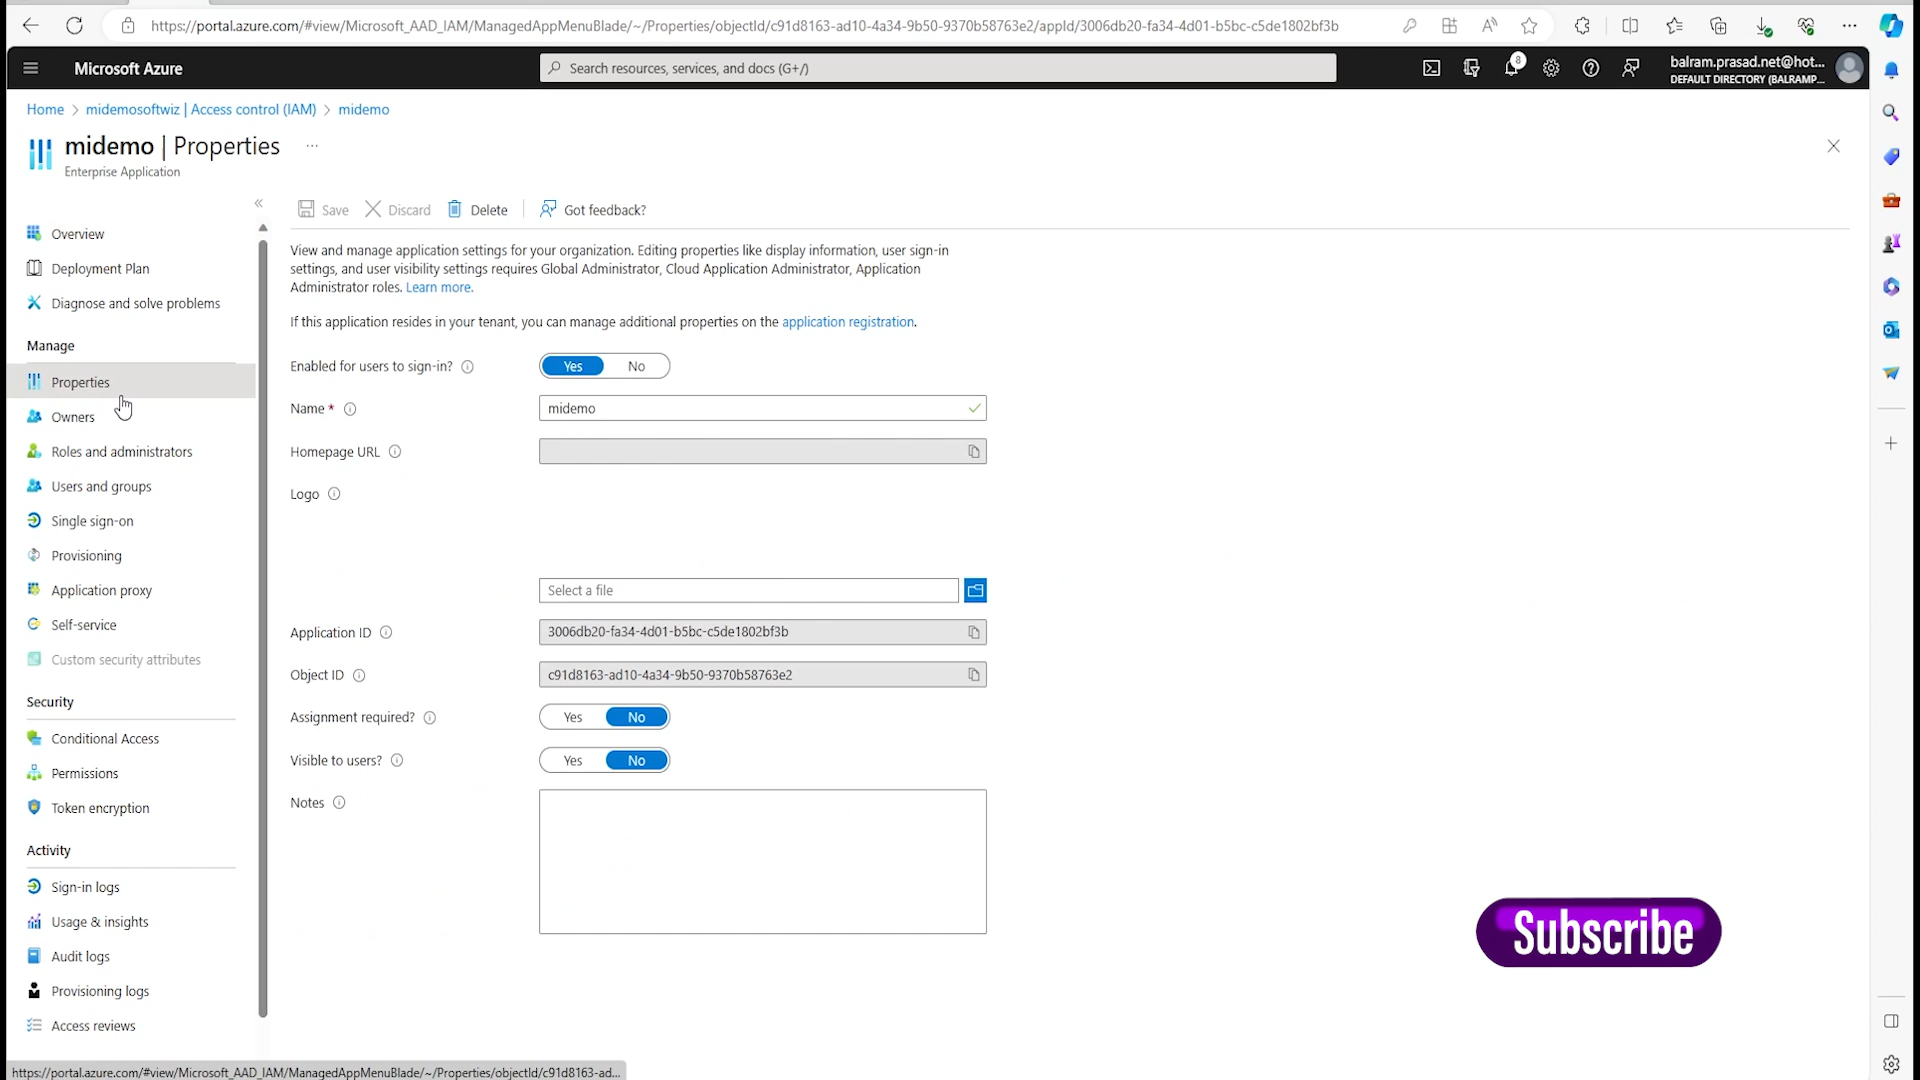 https://portal.azure.com/#view/Microsoft_AAD_IAM/ManagedAppMenuBlade/~/Properties/objectId/c91d8163-ad10-4a34-9b50-9370b58763e2/appId/3006db20-fa34-4d01-b5bc-c5de1802bf3b
Microsoft Azure
Search resources, services, and docs (G+/)
8
balram.prasad.net@hot...
DEFAULT DIRECTORY (BALRAMP...
Home > midemosoftwiz | Access control (IAM) > midemo
midemo | Properties ...
Enterprise Application
Save
Discard
Delete
Got feedback?
Overview
Deployment Plan
Diagnose and solve problems
Manage
Properties
Owners
Roles and administrators
Users and groups
Single sign-on
Provisioning
Application proxy
Self-service
Custom security attributes
Security
Conditional Access
Permissions
Token encryption
Activity
Sign-in logs
Usage & insights
Audit logs
Provisioning logs
Access reviews
View and manage application settings for your organization. Editing properties like display information, user sign-in
settings, and user visibility settings requires Global Administrator, Cloud Application Administrator, Application
Administrator roles. Learn more.
If this application resides in your tenant, you can manage additional properties on the application registration.
Enabled for users to sign-in? Yes No
Name * midemo
Homepage URL
Logo
Select a file
Application ID 3006db20-fa34-4d01-b5bc-c5de1802bf3b
Object ID c91d8163-ad10-4a34-9b50-9370b58763e2
Assignment required? Yes No
Visible to users? Yes No
Notes
Subscribe
https://portal.azure.com/#view/Microsoft_AAD_IAM/ManagedAppMenuBlade/~/Properties/objectId/c91d8163-ad...